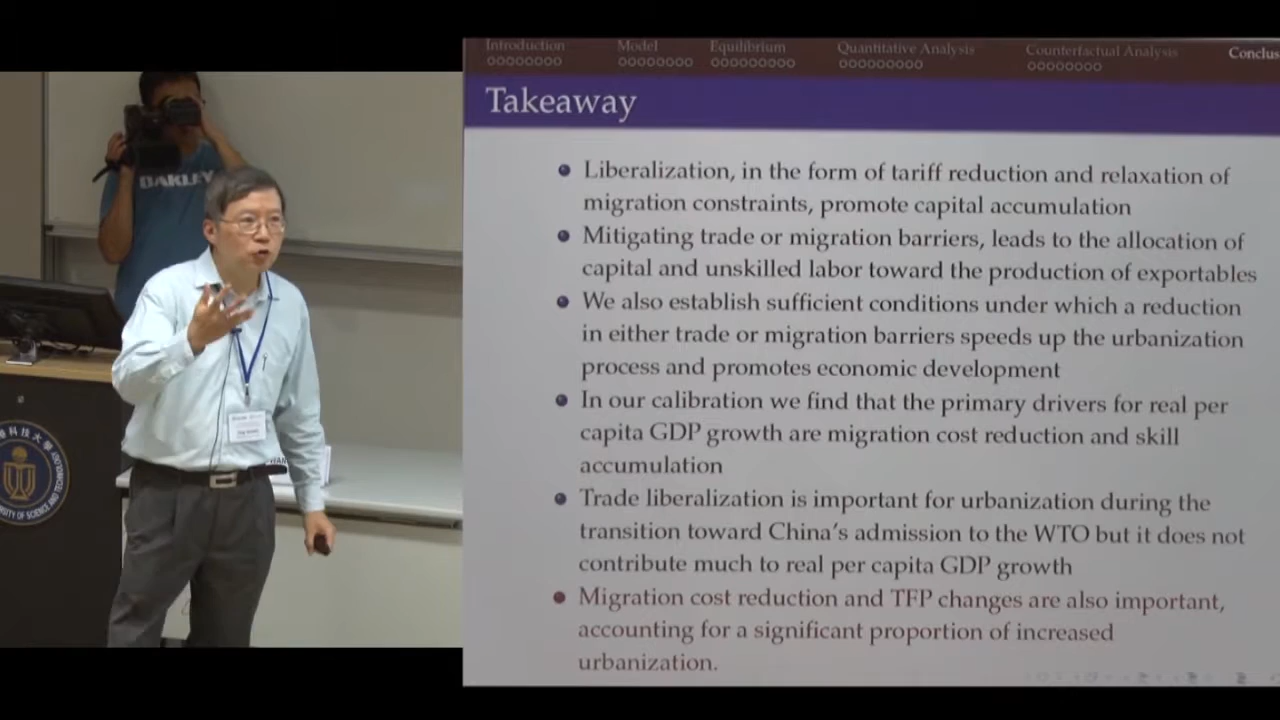 Introduction Model Equilibrium Quantitative Analysis Counterfactual Analysis Conclus
Takeaway
Liberalization, in the form of tariff reduction and relaxation of
migration constraints, promote capital accumulation
Mitigating trade or migration barriers, leads to the allocation of
capital and unskilled labor toward the production of exportables
We also establish sufficient conditions under which a reduction
in either trade or migration barriers speeds up the urbanization
process and promotes economic development
In our calibration we find that the primary drivers for real per
capita GDP growth are migration cost reduction and skill
accumulation
Trade liberalization is important for urbanization during the
transition toward China's admission to the WTO but it does not
contribute much to real per capita GDP growth
Migration cost reduction and TFP changes are also important,
accounting for a significant proportion of increased
urbanization.
OAKLEY
港科技大學